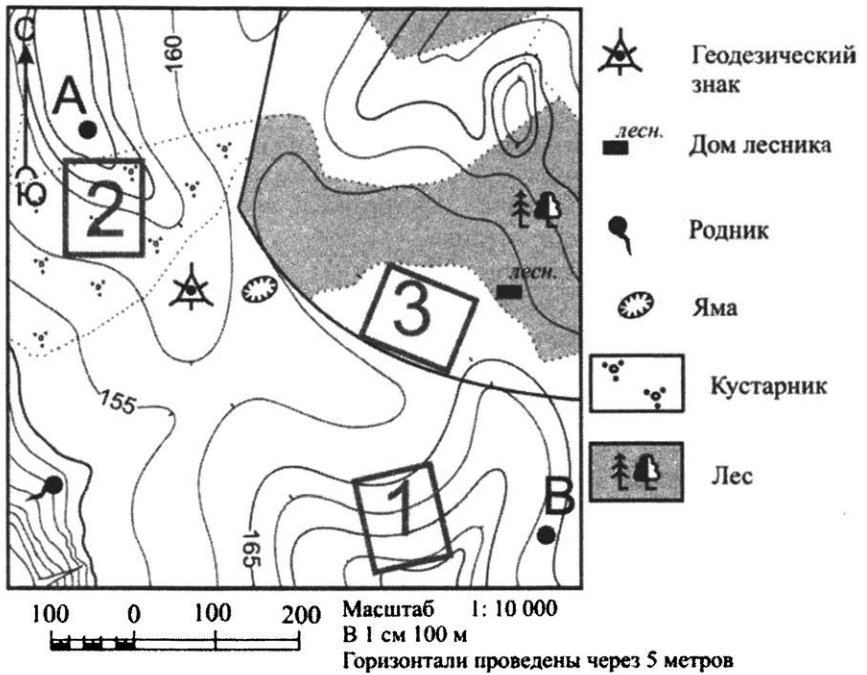 С
160
А
Ю
2
лесн.
3
155
165
1
В
Геодезический
знак
лесн.
Дом лесника
Родник
Яма
Кустарник
Лес
100 0 100 200
Масштаб 1: 10 000
В 1 см 100 м
Горизонтали проведены через 5 метров